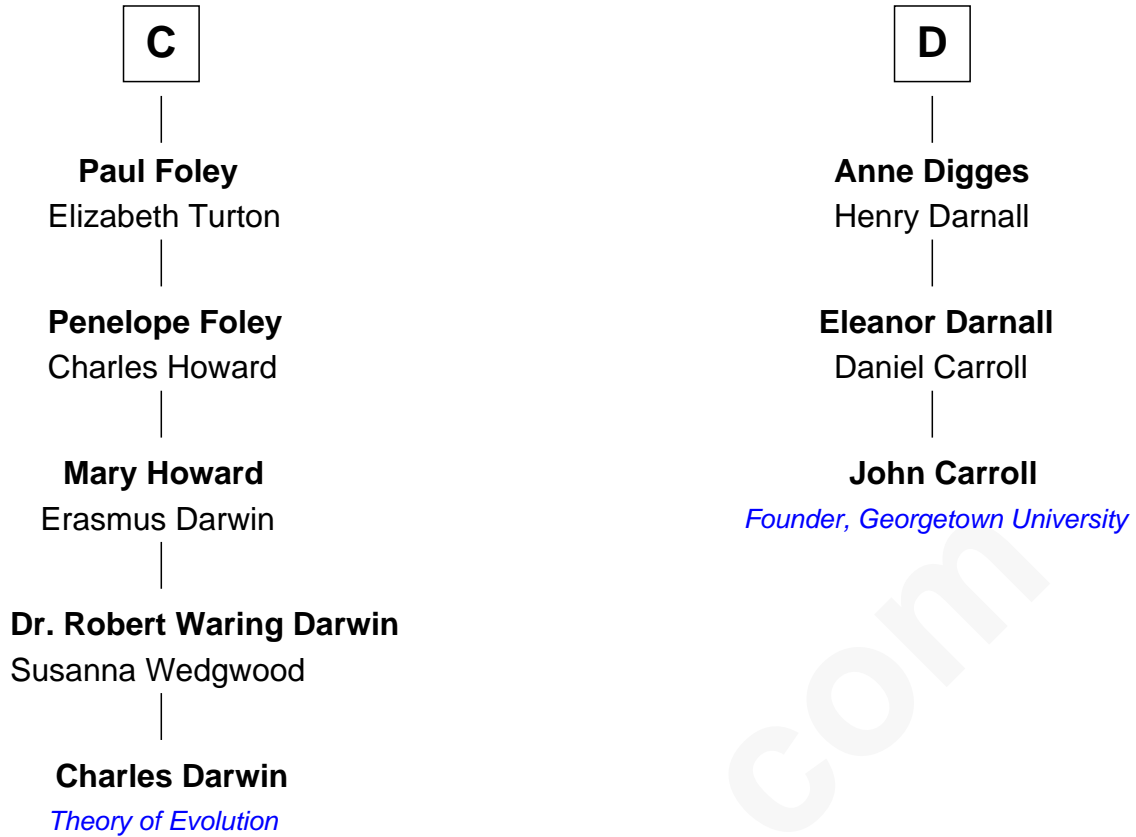 C
Paul Foley
Elizabeth Turton
Penelope Foley
Charles Howard
Mary Howard
Erasmus Darwin
Dr. Robert Waring Darwin
Susanna Wedgwood
Charles Darwin
Theory of Evolution
D
Anne Digges
Henry Darnall
Eleanor Darnall
Daniel Carroll
John Carroll
Founder, Georgetown University
com